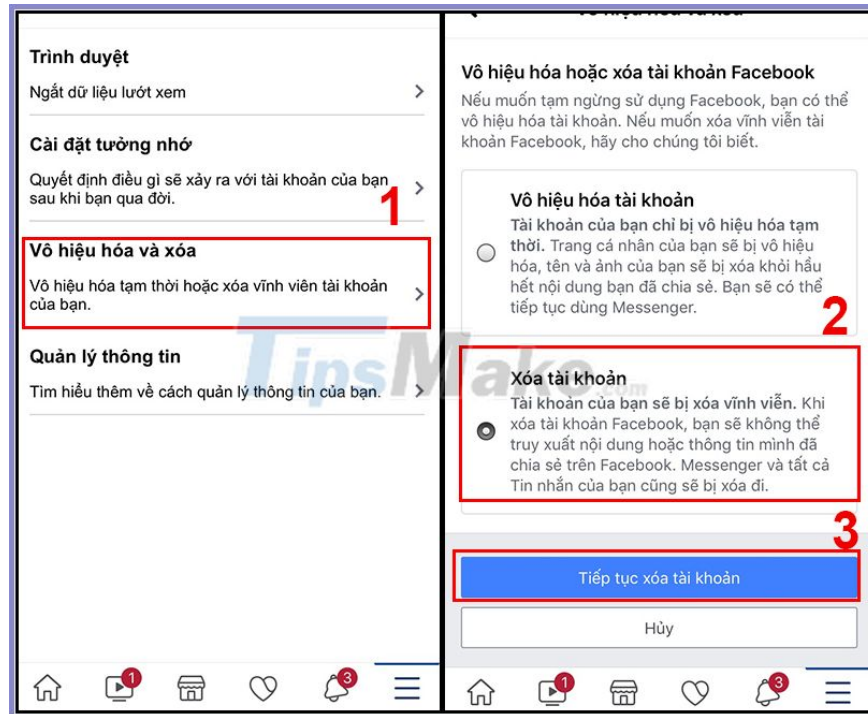 Trình duyệt
Ngắt dữ liệu lướt xem
Cài đặt tưởng nhớ
Quyết định điều gì sẽ xảy ra với tài khoản của bạn
sau khi bạn qua đời.
1
Vô hiệu hóa và xóa
Vô hiệu hóa tạm thời hoặc xóa vĩnh viên tài khoản
của bạn.
Quản lý thông tin
Tìm hiểu thêm về cách quản lý thông tin của bạn.
1
3
Vô hiệu hóa hoặc xóa tài khoản Facebook
Nếu muốn tạm ngừng sử dụng Facebook, bạn có thể
vô hiệu hóa tài khoản. Nếu muốn xóa vĩnh viễn tài
khoản Facebook, hãy cho chúng tôi biết.
Vô hiệu hóa tài khoản
Tài khoản của bạn chỉ bị vô hiệu hóa tạm
thời. Trang cá nhân của bạn sẽ bị vô hiệu
hóa, tên và ảnh của bạn sẽ bị xóa khỏi hầu
hết nội dung bạn đã chia sẻ. Bạn sẽ có thể
tiếp tục dùng Messenger.
2
TipsMake.com
Xóa tài khoản
Tài khoản của bạn sẽ bị xóa vĩnh viễn. Khi
xóa tài khoản Facebook, bạn sẽ không thể
truy xuất nội dung hoặc thông tin mình đã
chia sẻ trên Facebook. Messenger và tất cả
Tin nhắn của bạn cũng sẽ bị xóa đi.
3
Tiếp tục xóa tài khoản
Hủy
1
3